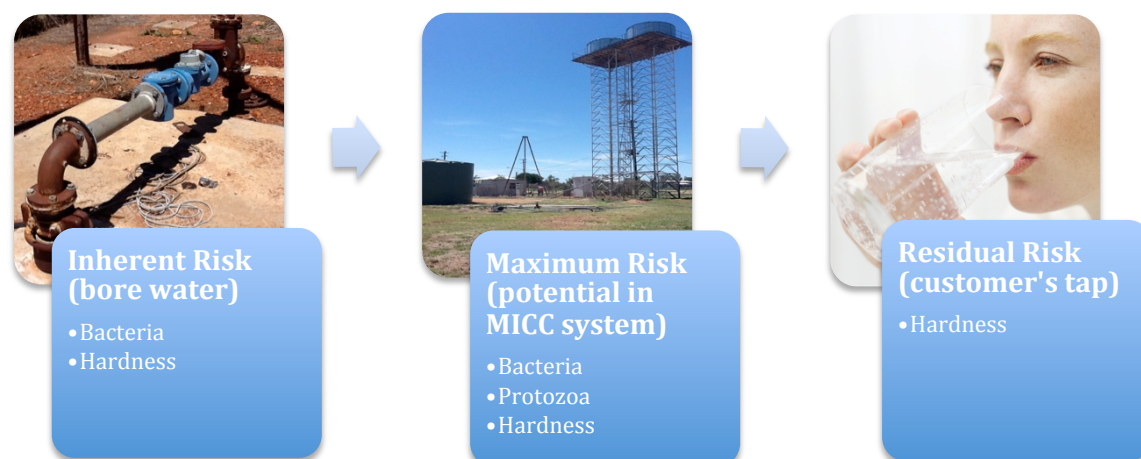 Inherent Risk
(bore water)
•Bacteria
•Hardness
Maximum Risk
(potential in
MICC system)
•Bacteria
•Protozoa
•Hardness
Residual Risk
(customer's tap)
•Hardness